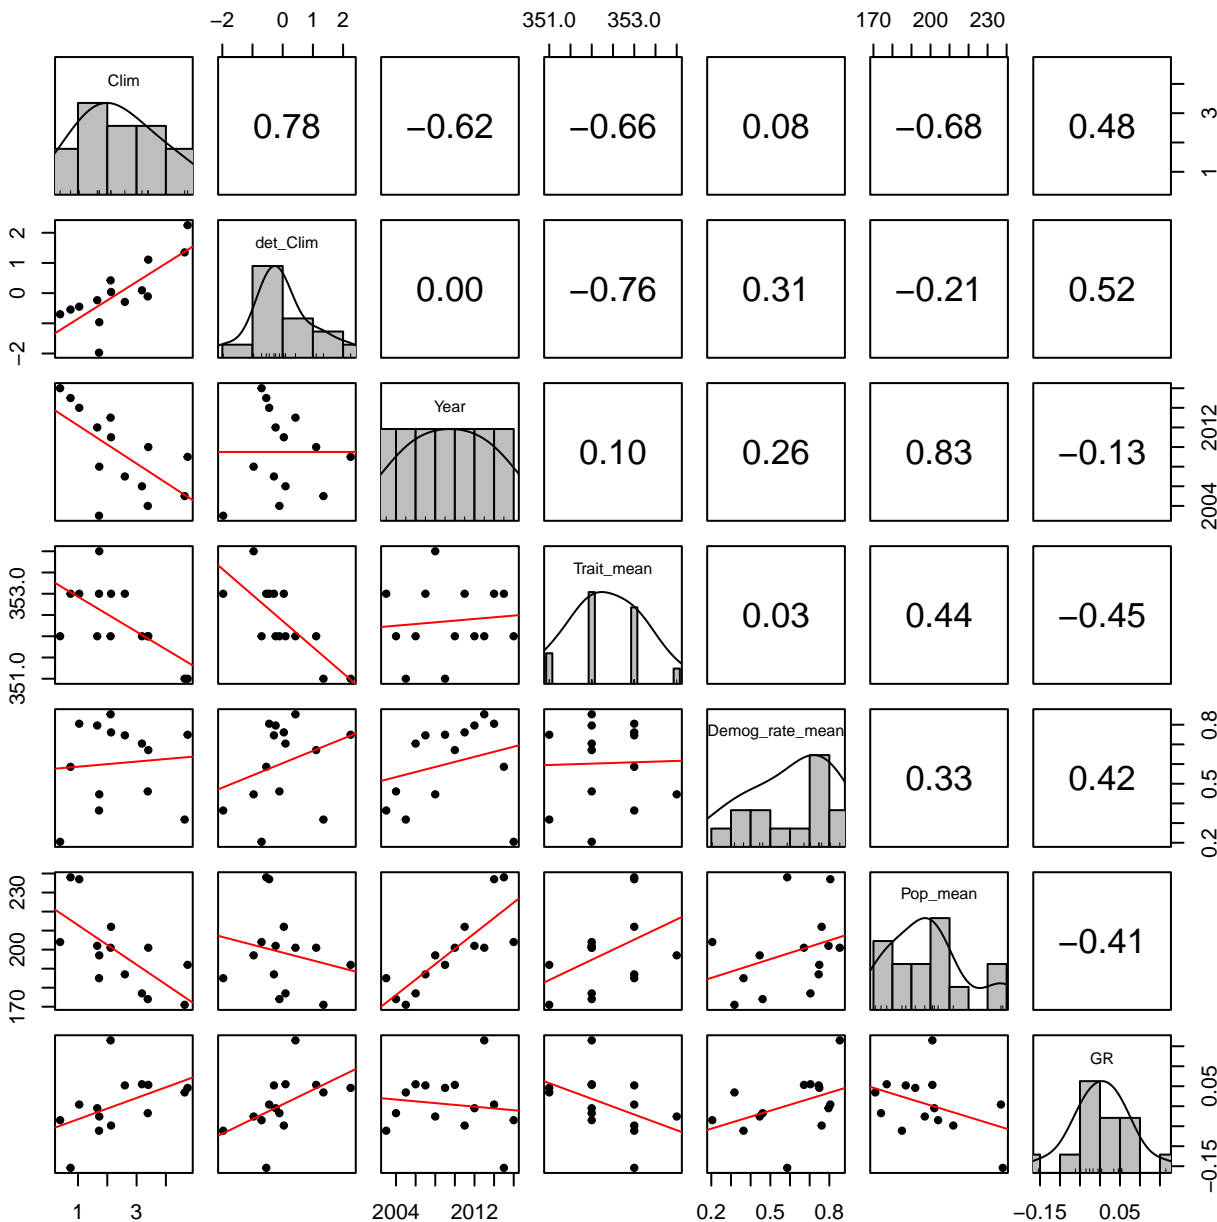 −2 0 1 2 351.0 353.0 170 200 230
Clim 0.78 −0.62 −0.66 0.08 −0.68 0.48
1 3
−2 0 1 2
det_Clim 0.00 −0.76 0.31 −0.21 0.52
Year 0.10 0.26 0.83 −0.13
2004 2012
351.0 353.0
Trait_mean 0.03 0.44 −0.45
Demog_rate_mean 0.33 0.42
0.2 0.5 0.8
170 200 230
Pop_mean −0.41
GR
−0.15 0.05
1 3 2004 2012 0.2 0.5 0.8 −0.15 0.05